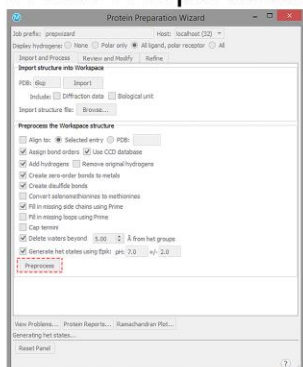 Protein Preparation Wizard
Job prefix: prepwizard Host: localhost (32)
Display hydrogens: None Polar only All ligand, polar receptor All
Import and Process Review and Modify Refine
Import structure into Workspace
PDB: 6lkp Import
Include: Diffraction data Biological unit
Import structure file: Browse...
Preprocess the Workspace structure
Align to: Selected entry PDB:
Assign bond orders Use CCD database
Add hydrogens Remove original hydrogens
Create zero-order bonds to metals
Create disulfide bonds
Convert selenomethionines to methionines
Fill in missing side chains using Prime
Fill in missing loops using Prime
Cap termini
Delete waters beyond 5.00 Å from het groups
Generate het states using Epik: pH: 7.0 +/- 2.0
Preprocess
View Problems... Protein Reports... Ramachandran Plot...
Generating het states...
Reset Panel
?